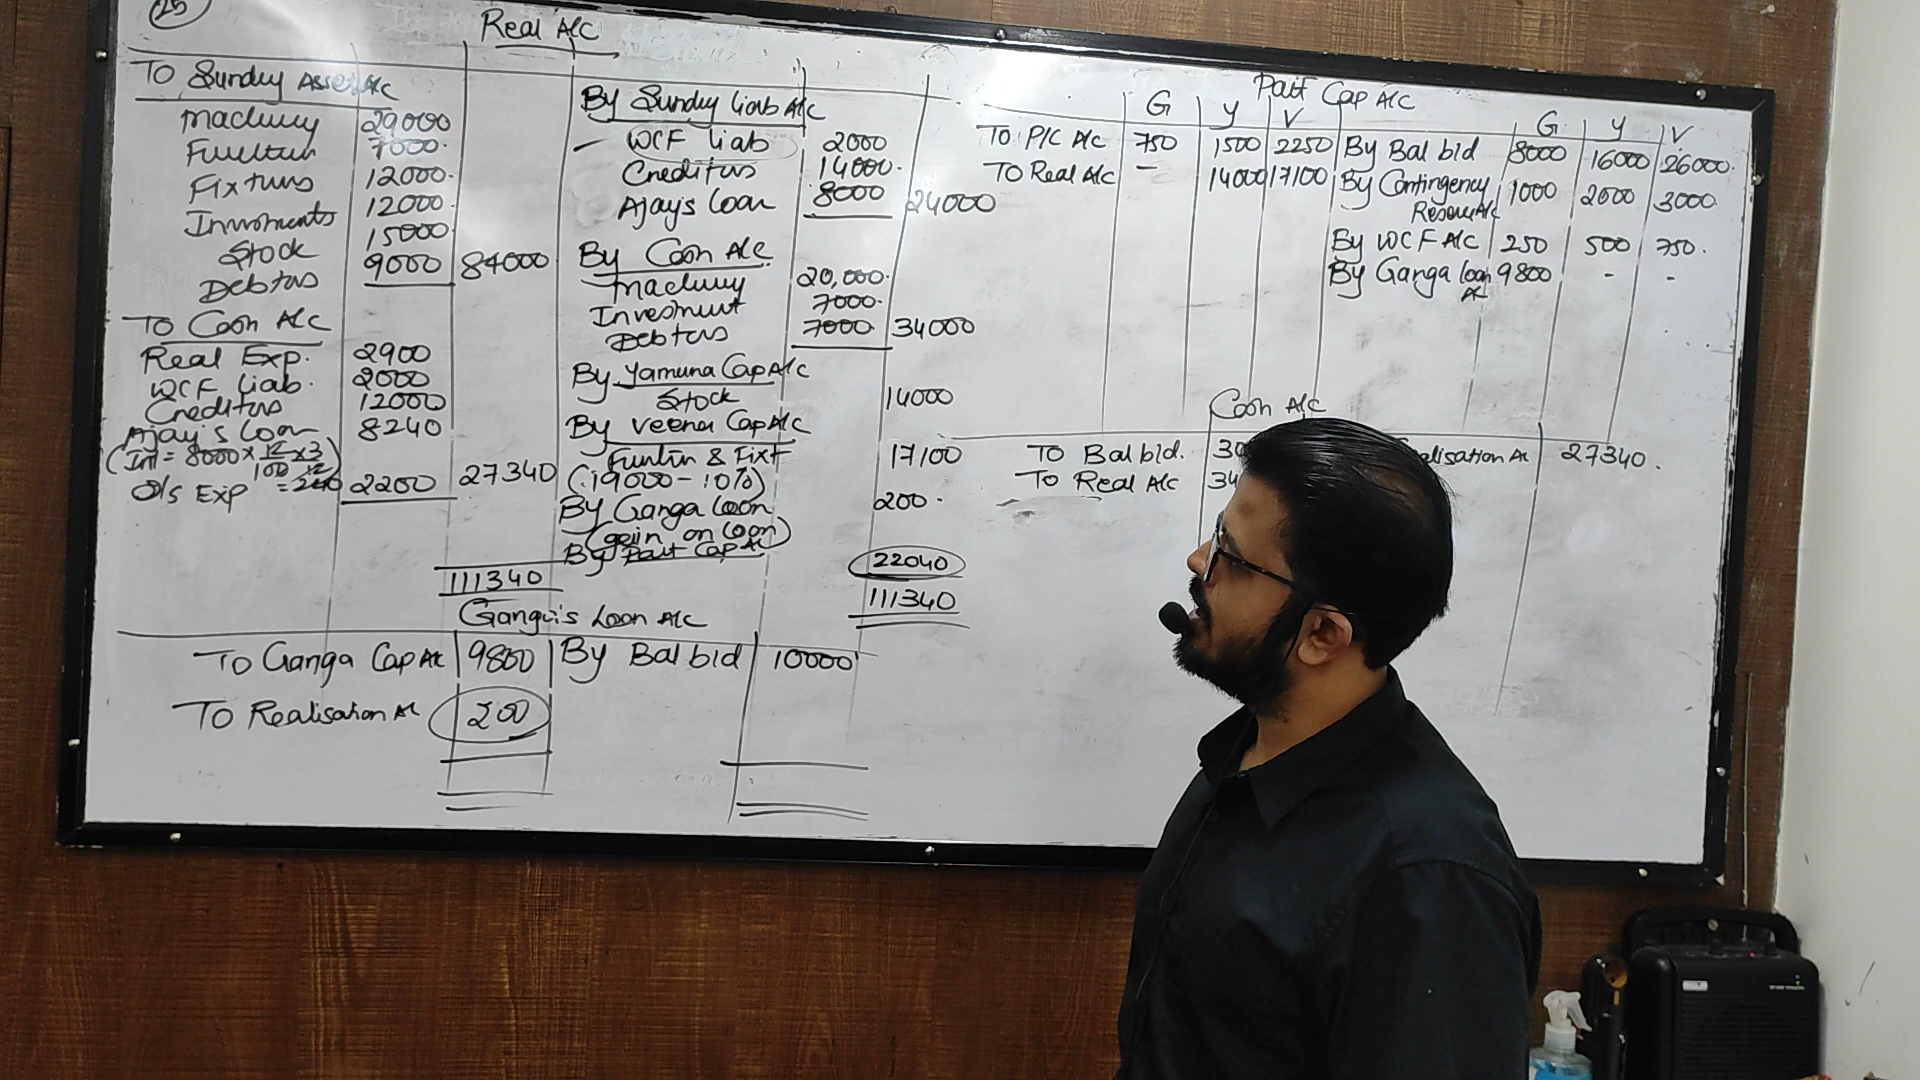 25
Real A/c
To Sundry Assets A/c
Machinery 29000
Furniture 7000
Fixtures 12000
Investments 12000
Stock 15000
Debtors 9000 84000
To Cash A/c
Real Exp. 2900
WCF Liab. 2000
Creditors 12000
Ajay's Loan 8240
(Int = 8000 x 12/100 x 3/12 = 240)
O/s Exp 2200 27340
111340
By Sundry Liab A/c
WCF Liab 2000
Creditors 14000
Ajay's Loan 8000 24000
By Cash A/c
Machinery 20,000
Investment 7000
Debtors 7000 34000
By Yamuna Cap A/c
Stock 14000
By Veena Cap A/c
Furnitn & Fixt 17100
(19000 - 10%)
By Ganga Loan 200
(gain on Loan)
By Part Cap A/c 22040
111340
Ganga's Loan A/c
To Ganga Cap A/c 9800 By Bal b/d 10000
To Realisation A/c 200
Part Cap A/c
G Y V G Y V
To P/L A/c 750 1500 2250 By Bal b/d 8000 16000 26000
To Real A/c - 14000 17100 By Contingency Reserve A/c 1000 2000 3000
By WCF A/c 250 500 750
By Ganga loan A/c 9800 - -
Cash A/c
To Bal b/d. 30 alisation A/c 27340
To Real A/c 34